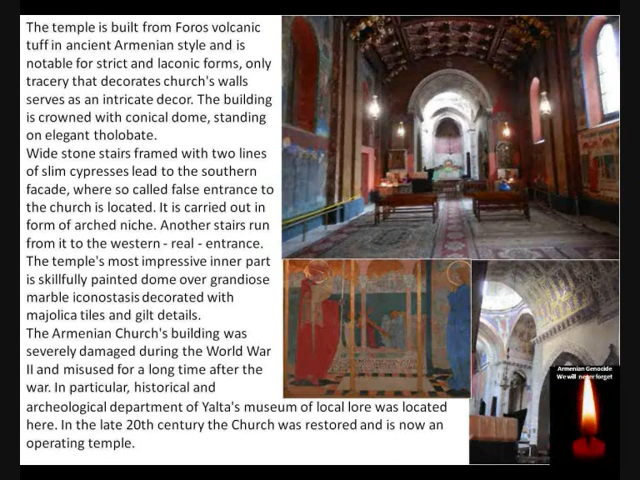 The temple is built from Foros volcanic
tuff in ancient Armenian style and is
notable for strict and laconic forms, only
tracery that decorates church's walls
serves as an intricate decor. The building
is crowned with conical dome, standing
on elegant tholobate.
Wide stone stairs framed with two lines
of slim cypresses lead to the southern
facade, where so called false entrance to
the church is located. It is carried out in
form of arched niche. Another stairs run
from it to the western - real - entrance.
The temple's most impressive inner part
is skillfully painted dome over grandiose
marble iconostasis decorated with
majolica tiles and gilt details.
The Armenian Church's building was
severely damaged during the World War
II and misused for a long time after the
war. In particular, historical and
archeological department of Yalta's museum of local lore was located
here. In the late 20th century the Church was restored and is now an
operating temple.
Armenian Genocide
We will never forget